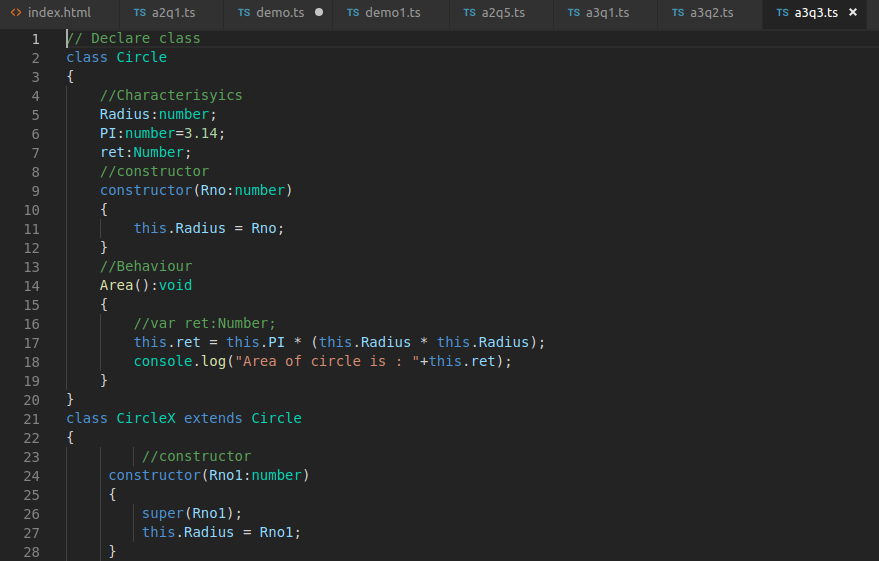 <> index.html TS a2q1.ts TS demo.ts TS demo1.ts TS a2q5.ts TS a3q1.ts TS a3q2.ts TS a3q3.ts
1 // Declare class
2 class Circle
3 {
4 //Characterisyics
5 Radius:number;
6 PI:number=3.14;
7 ret:Number;
8 //constructor
9 constructor(Rno:number)
10 {
11 this.Radius = Rno;
12 }
13 //Behaviour
14 Area():void
15 {
16 //var ret:Number;
17 this.ret = this.PI * (this.Radius * this.Radius);
18 console.log("Area of circle is : "+this.ret);
19 }
20 }
21 class CircleX extends Circle
22 {
23 //constructor
24 constructor(Rno1:number)
25 {
26 super(Rno1);
27 this.Radius = Rno1;
28 }